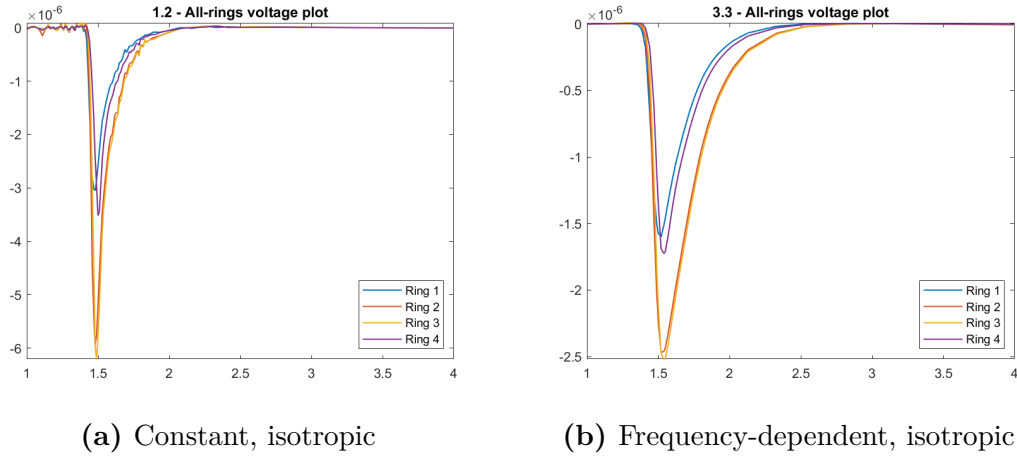 1.2 - All-rings voltage plot
×10⁻⁶
0
-1
-2
-3
-4
-5
-6
1 1.5 2 2.5 3 3.5 4
Ring 1
Ring 2
Ring 3
Ring 4
(a) Constant, isotropic
3.3 - All-rings voltage plot
×10⁻⁶
0
-0.5
-1
-1.5
-2
-2.5
1 1.5 2 2.5 3 3.5 4
Ring 1
Ring 2
Ring 3
Ring 4
(b) Frequency-dependent, isotropic